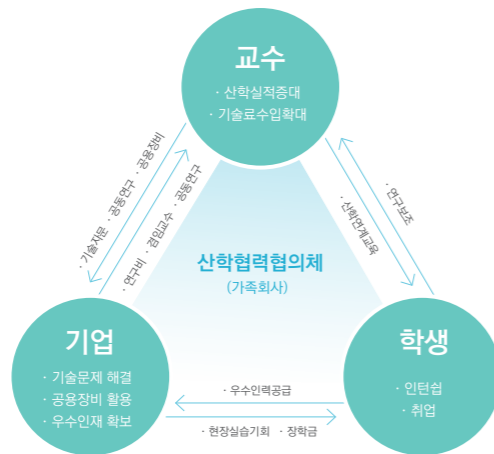 교수
· 산학실적증대
· 기술료수입확대
· 기술자문 · 공동연구 · 공용장비
· 연구비 · 겸임교수 · 공동연구
· 연구보조
· 산학연계교육
산학협력협의체
(가족회사)
기업
· 기술문제 해결
· 공용장비 활용
· 우수인재 확보
학생
· 인턴쉽
· 취업
· 우수인력공급
· 현장실습기회 · 장학금